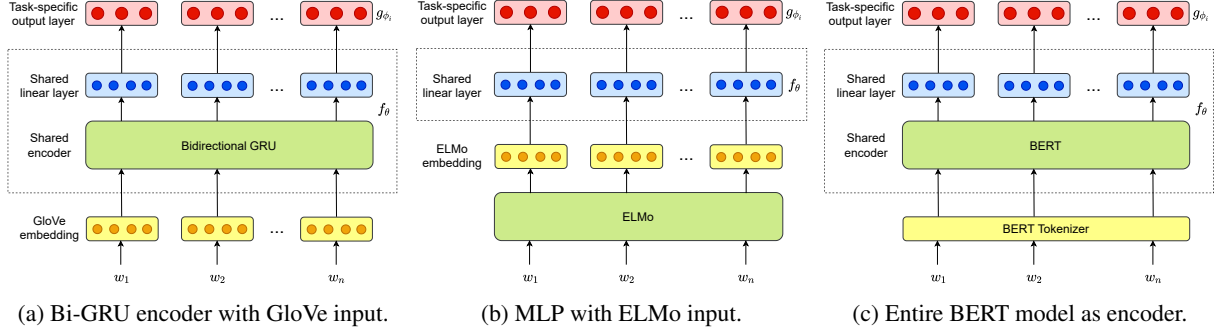 Task-specific
output layer
...
g_{ϕ_i}
Shared
linear layer
...
f_θ
Shared
encoder
Bidirectional GRU
GloVe
embedding
...
w_1
w_2
w_n
(a) Bi-GRU encoder with GloVe input.
Task-specific
output layer
...
g_{ϕ_i}
Shared
linear layer
...
f_θ
ELMo
embedding
...
ELMo
w_1
w_2
w_n
(b) MLP with ELMo input.
Task-specific
output layer
...
g_{ϕ_i}
Shared
linear layer
...
f_θ
Shared
encoder
BERT
BERT Tokenizer
w_1
w_2
w_n
(c) Entire BERT model as encoder.